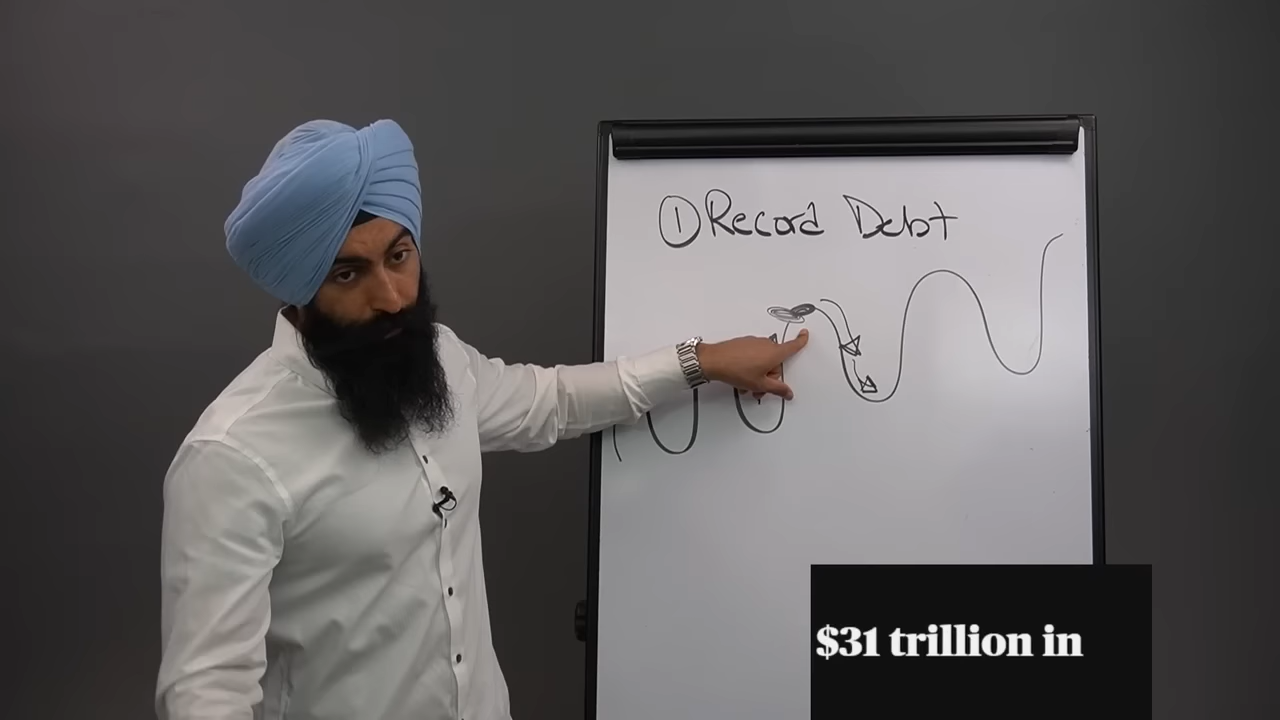 ① Record Debt
$31 trillion in